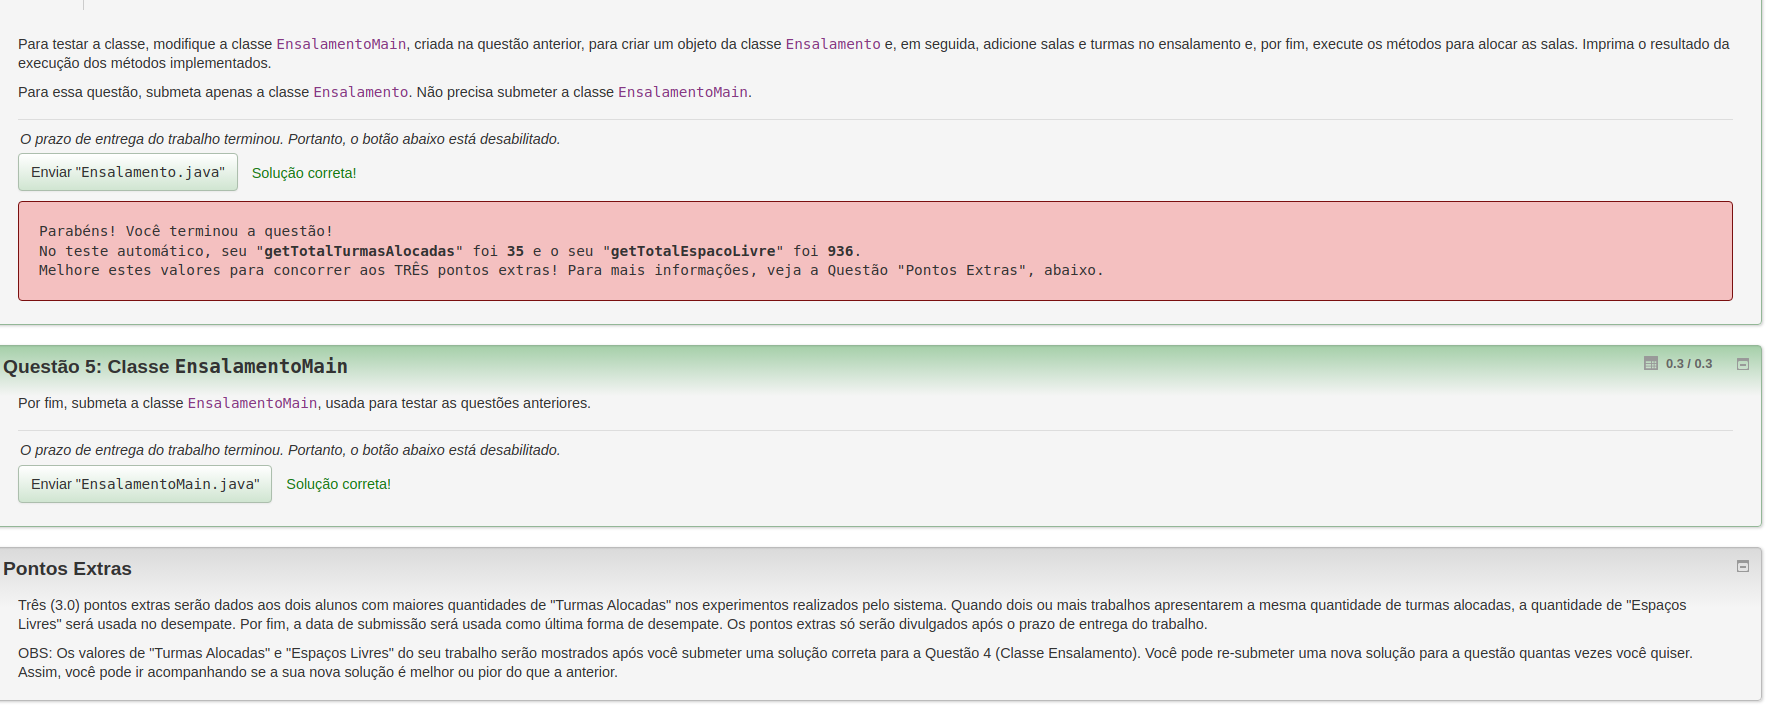 Para testar a classe, modifique a classe EnsalamentoMain, criada na questão anterior, para criar um objeto da classe Ensalamento e, em seguida, adicione salas e turmas no ensalamento e, por fim, execute os métodos para alocar as salas. Imprima o resultado da
execução dos métodos implementados.
Para essa questão, submeta apenas a classe Ensalamento. Não precisa submeter a classe EnsalamentoMain.
O prazo de entrega do trabalho terminou. Portanto, o botão abaixo está desabilitado.
Enviar "Ensalamento.java" Solução correta!
Parabéns! Você terminou a questão!
No teste automático, seu "getTotalTurmasAlocadas" foi 35 e o seu "getTotalEspacoLivre" foi 936.
Melhore estes valores para concorrer aos TRÊS pontos extras! Para mais informações, veja a Questão "Pontos Extras", abaixo.
Questão 5: Classe EnsalamentoMain 0.3 / 0.3
Por fim, submeta a classe EnsalamentoMain, usada para testar as questões anteriores.
O prazo de entrega do trabalho terminou. Portanto, o botão abaixo está desabilitado.
Enviar "EnsalamentoMain.java" Solução correta!
Pontos Extras
Três (3.0) pontos extras serão dados aos dois alunos com maiores quantidades de "Turmas Alocadas" nos experimentos realizados pelo sistema. Quando dois ou mais trabalhos apresentarem a mesma quantidade de turmas alocadas, a quantidade de "Espaços
Livres" será usada no desempate. Por fim, a data de submissão será usada como última forma de desempate. Os pontos extras só serão divulgados após o prazo de entrega do trabalho.
OBS: Os valores de "Turmas Alocadas" e "Espaços Livres" do seu trabalho serão mostrados após você submeter uma solução correta para a Questão 4 (Classe Ensalamento). Você pode re-submeter uma nova solução para a questão quantas vezes você quiser.
Assim, você pode ir acompanhando se a sua nova solução é melhor ou pior do que a anterior.